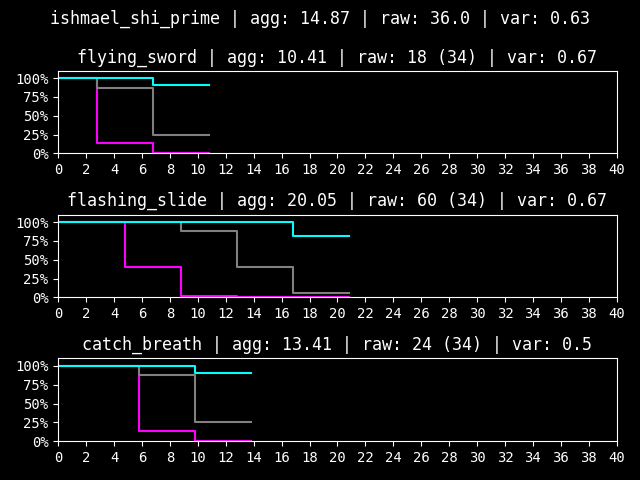 ishmael_shi_prime | agg: 14.87 | raw: 36.0 | var: 0.63
flying_sword | agg: 10.41 | raw: 18 (34) | var: 0.67
100%
75%
50%
25%
0%
0 2 4 6 8 10 12 14 16 18 20 22 24 26 28 30 32 34 36 38 40
flashing_slide | agg: 20.05 | raw: 60 (34) | var: 0.67
100%
75%
50%
25%
0%
0 2 4 6 8 10 12 14 16 18 20 22 24 26 28 30 32 34 36 38 40
catch_breath | agg: 13.41 | raw: 24 (34) | var: 0.5
100%
75%
50%
25%
0%
0 2 4 6 8 10 12 14 16 18 20 22 24 26 28 30 32 34 36 38 40